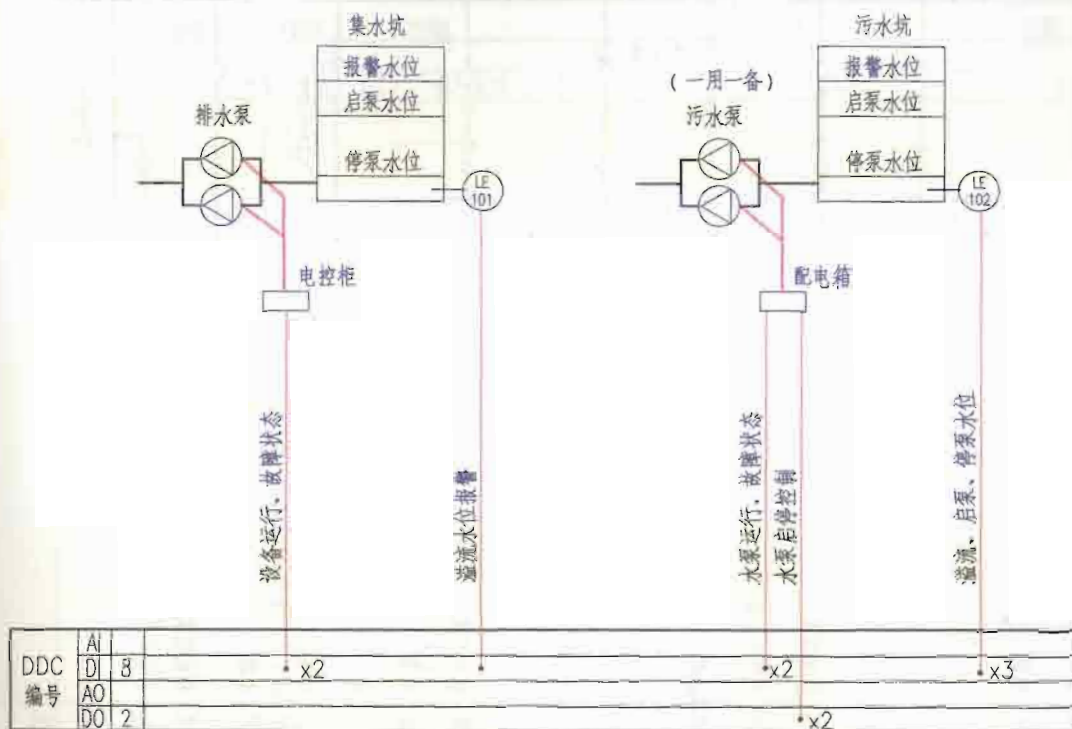 集水坑
报警水位
启泵水位
停泵水位
排水泵
LE
101
电控柜
设备运行、故障状态
溢流水位报警
污水坑
报警水位
启泵水位
停泵水位
(一用一备)
污水泵
LE
102
配电箱
水泵运行、故障状态
水泵启停控制
溢流、启泵、停泵水位
DDC
编号
AI
DI 8 x2 x2 x3
AO
DO 2 x2